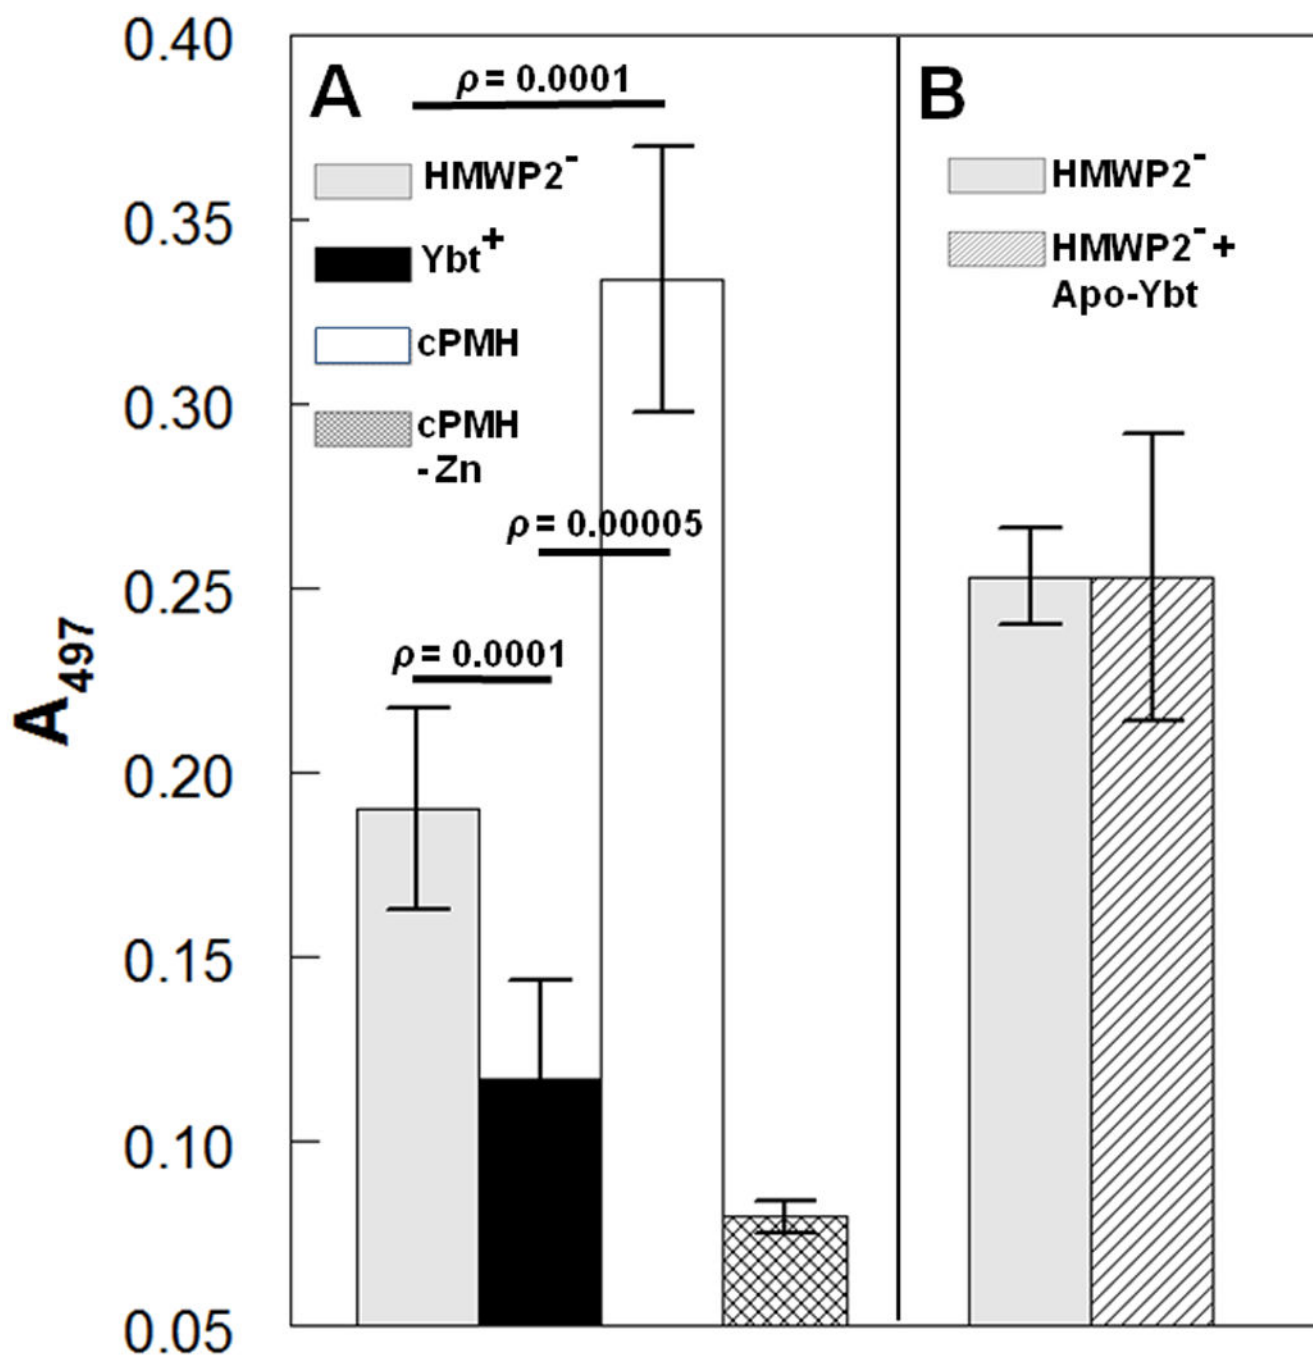 A₄₉₇
0.40
0.35
0.30
0.25
0.20
0.15
0.10
0.05
A
ρ = 0.0001
HMWP2⁻
Ybt⁺
cPMH
cPMH
-Zn
ρ = 0.00005
ρ = 0.0001
B
HMWP2⁻
HMWP2⁻ +
Apo-Ybt